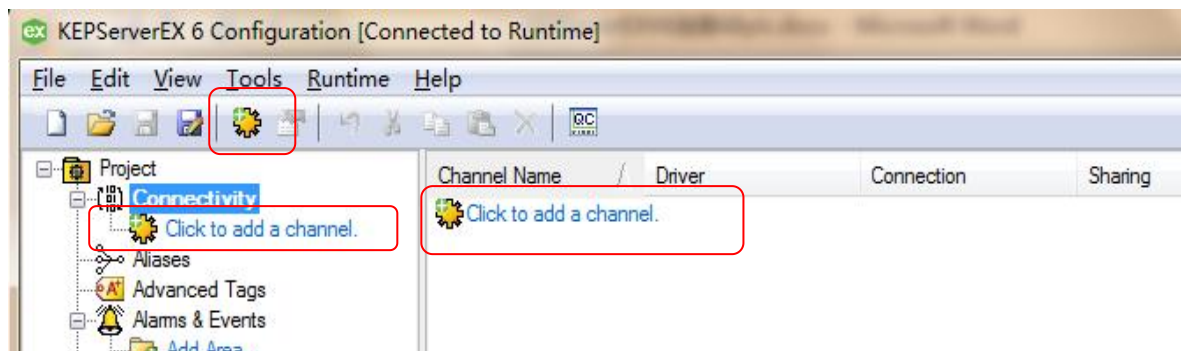 KEPServerEX 6 Configuration [Connected to Runtime]
File Edit View Tools Runtime Help
QC
Project
Connectivity
Click to add a channel.
Aliases
Advanced Tags
Alarms & Events
Add Area
Channel Name / Driver Connection Sharing
Click to add a channel.